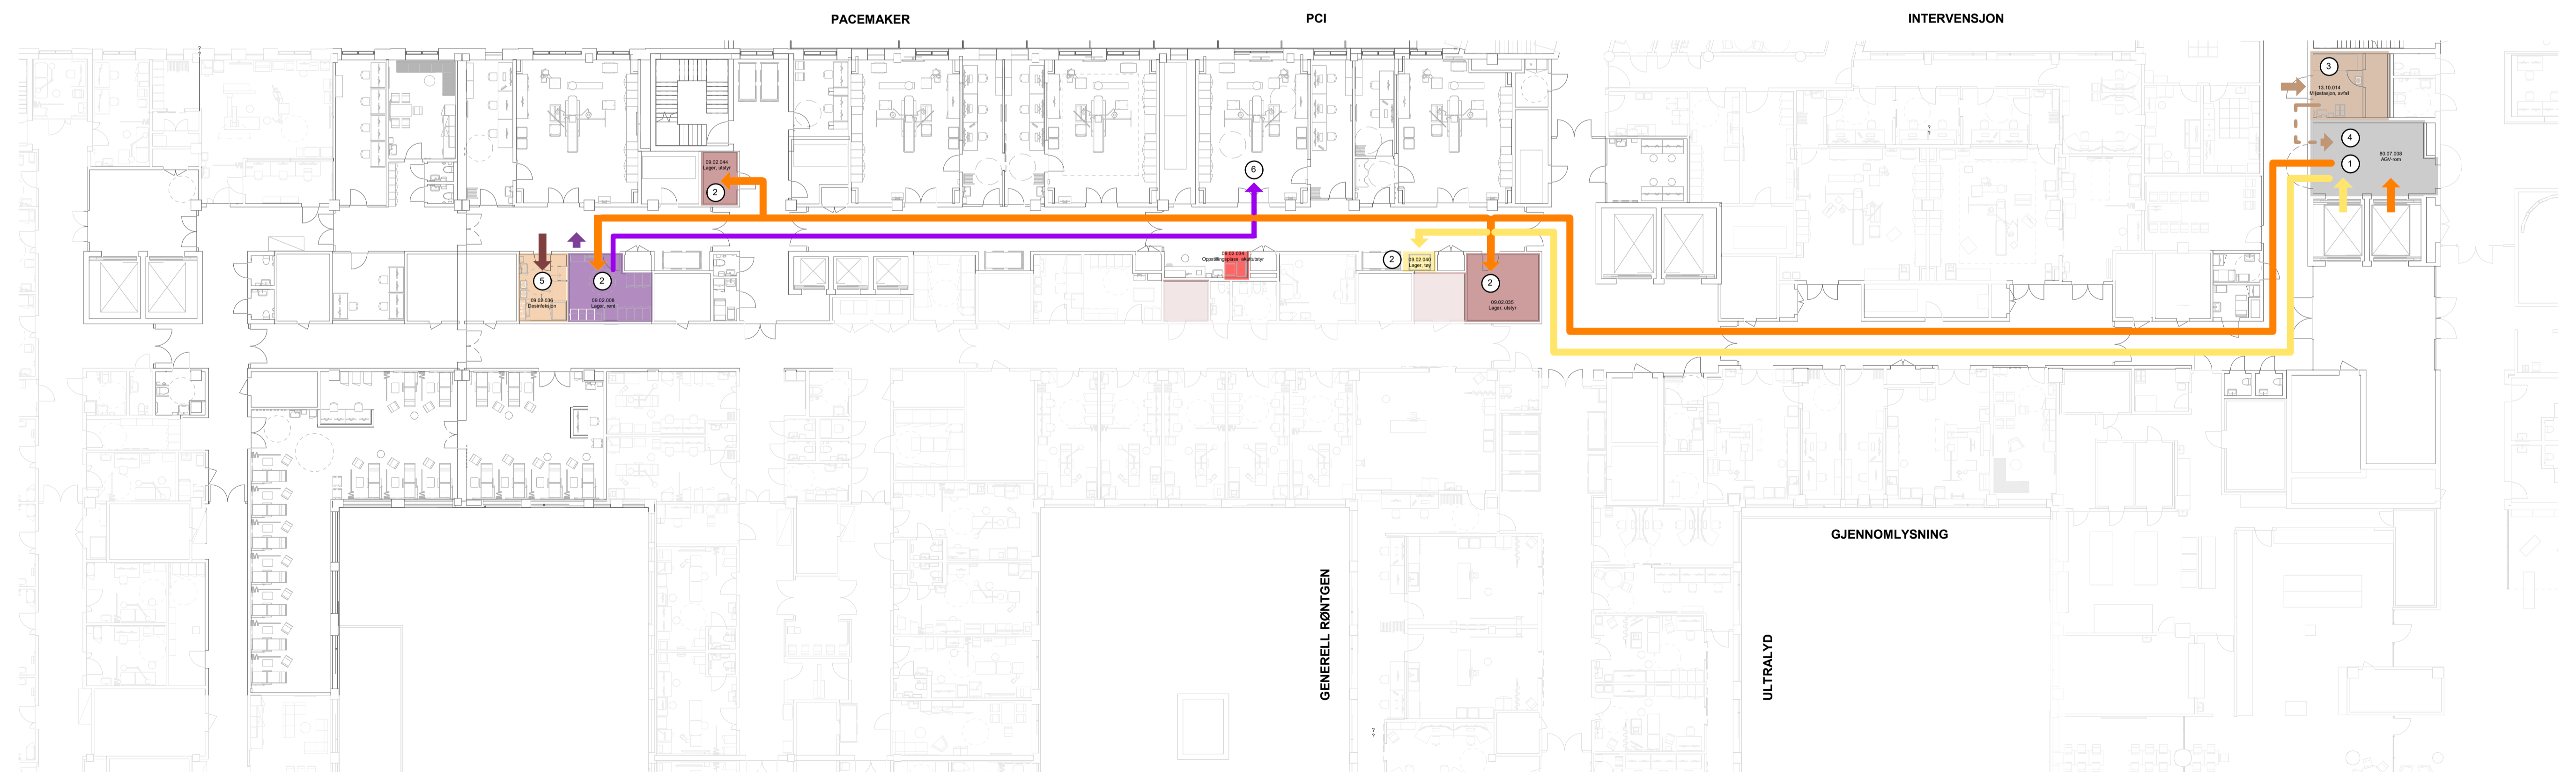 PACEMAKER
PCI
INTERVENSJON
?
?
3
13.10.014
Miljøstasjon, avfall
4
1
60.07.008
AGV-rom
?
?
09.02.044
Lager, utstyr
2
6
5
09.03.036
Desinfeksjon
2
09.02.008
Lager, rent
09.02.034
Oppstillingsplass, akuttutstyr
2
09.02.040
Lager, tøy
2
09.02.035
Lager, utstyr
GJENNOMLYSNING
GENERELL RØNTGEN
ULTRALYD
?
?